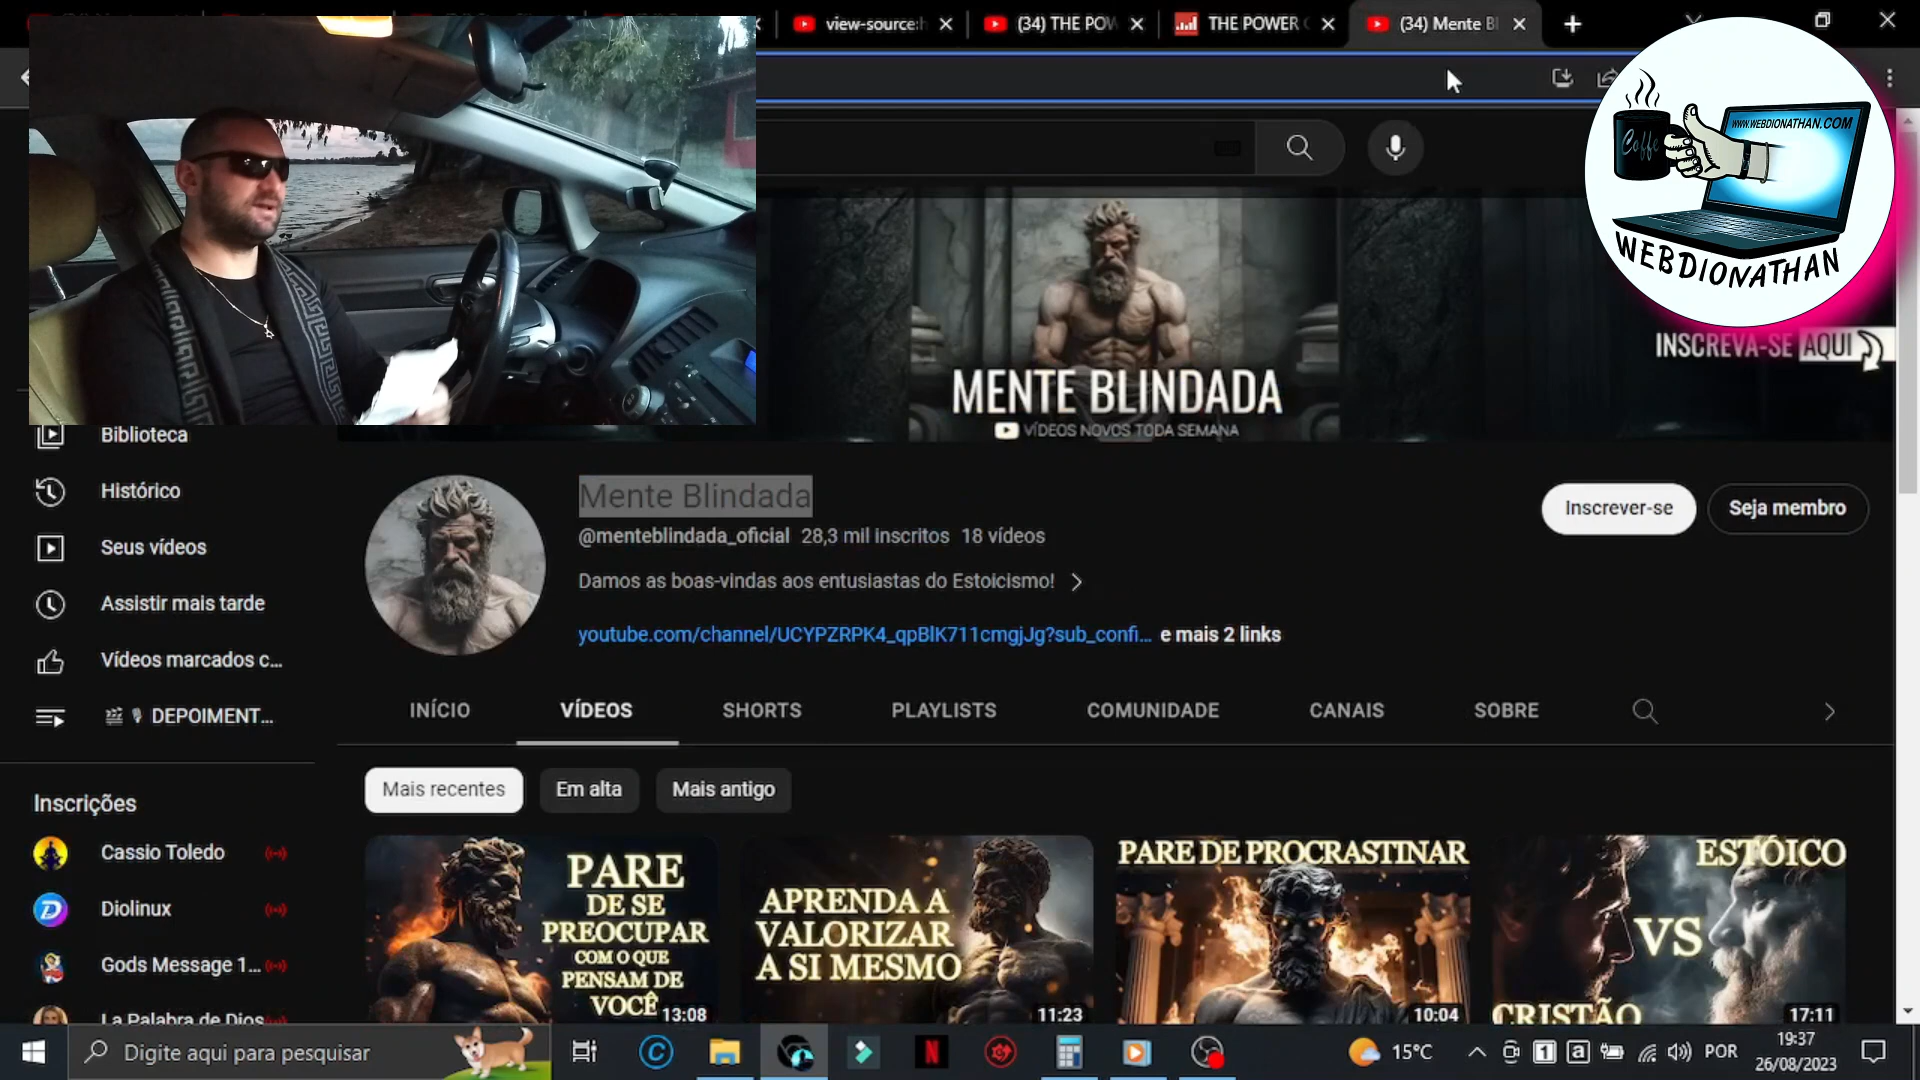 view-source:h
(34) THE POW
THE POWER
(34) Mente Bl
WWW.WEBDIONATHAN.COM
Coffe
WEBDIONATHAN
MENTE BLINDADA
VÍDEOS NOVOS TODA SEMANA
INSCREVA-SE AQUI
Biblioteca
Histórico
Seus vídeos
Assistir mais tarde
Vídeos marcados c...
DEPOIMENT...
Inscrições
Cassio Toledo
Diolinux
Gods Message 1...
La Palabra de Dios
Mente Blindada
@menteblindada_oficial 28,3 mil inscritos 18 vídeos
Damos as boas-vindas aos entusiastas do Estoicismo!
youtube.com/channel/UCYPZRPK4_qpBlK711cmgjJg?sub_confi... e mais 2 links
Inscrever-se
Seja membro
INÍCIO VÍDEOS SHORTS PLAYLISTS COMUNIDADE CANAIS SOBRE
Mais recentes Em alta Mais antigo
PARE
DE SE
PREOCUPAR
COM O QUE
PENSAM DE
VOCÊ
13:08
APRENDA A
VALORIZAR
A SI MESMO
11:23
PARE DE PROCRASTINAR
10:04
ESTÓICO
VS
CRISTÃO
17:11
Digite aqui para pesquisar
15°C
POR
19:37
26/08/2023